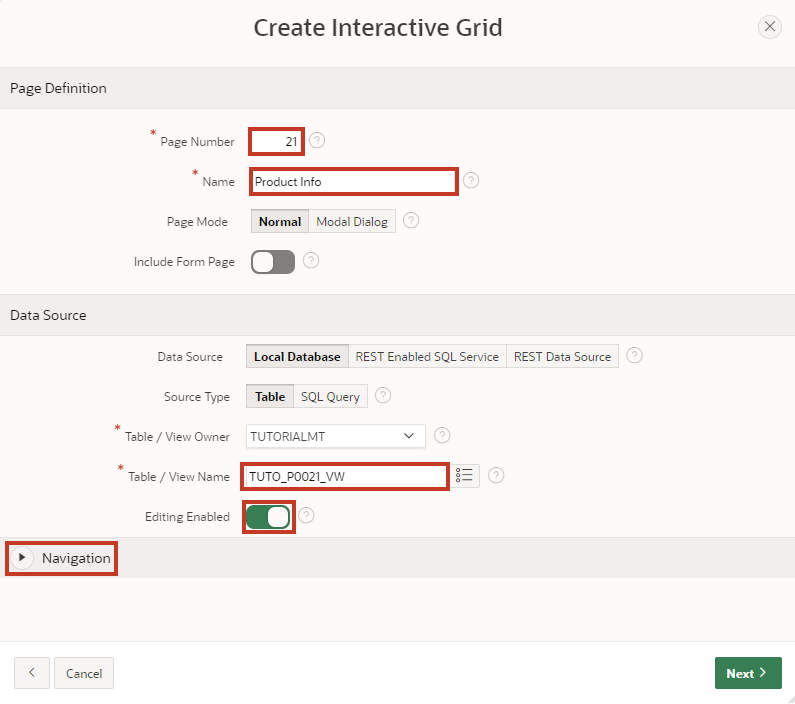 Create Interactive Grid
Page Definition
* Page Number 21 ?
* Name Product Info ?
Page Mode Normal Modal Dialog ?
Include Form Page ?
Data Source
Data Source Local Database REST Enabled SQL Service REST Data Source ?
Source Type Table SQL Query ?
* Table / View Owner TUTORIALMT ?
* Table / View Name TUTO_P0021_VW ?
Editing Enabled ?
Navigation
Cancel Next